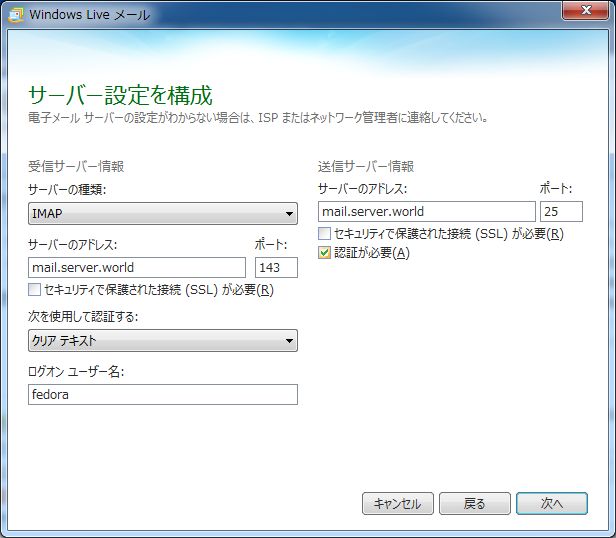 Windows Live メール
サーバー設定を構成
電子メール サーバーの設定がわからない場合は、ISP またはネットワーク管理者に連絡してください。
受信サーバー情報
サーバーの種類:
IMAP
サーバーのアドレス:
ポート:
mail.server.world
143
セキュリティで保護された接続 (SSL) が必要(R)
次を使用して認証する:
クリア テキスト
ログオン ユーザー名:
fedora
送信サーバー情報
サーバーのアドレス:
ポート:
mail.server.world
25
セキュリティで保護された接続 (SSL) が必要(R)
認証が必要(A)
キャンセル
戻る
次へ